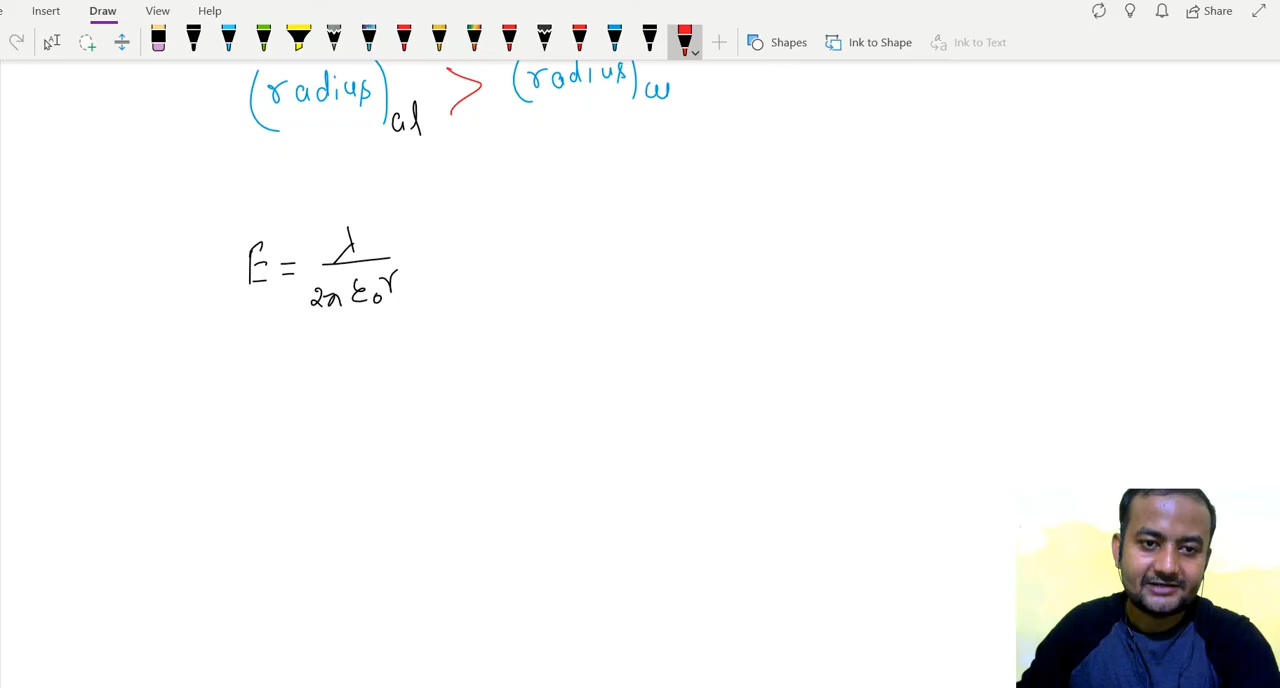 Insert Draw View Help Share
Shapes Ink to Shape Ink to Text
(radius)al > (radius)ω
E = λ
2π ε₀ r